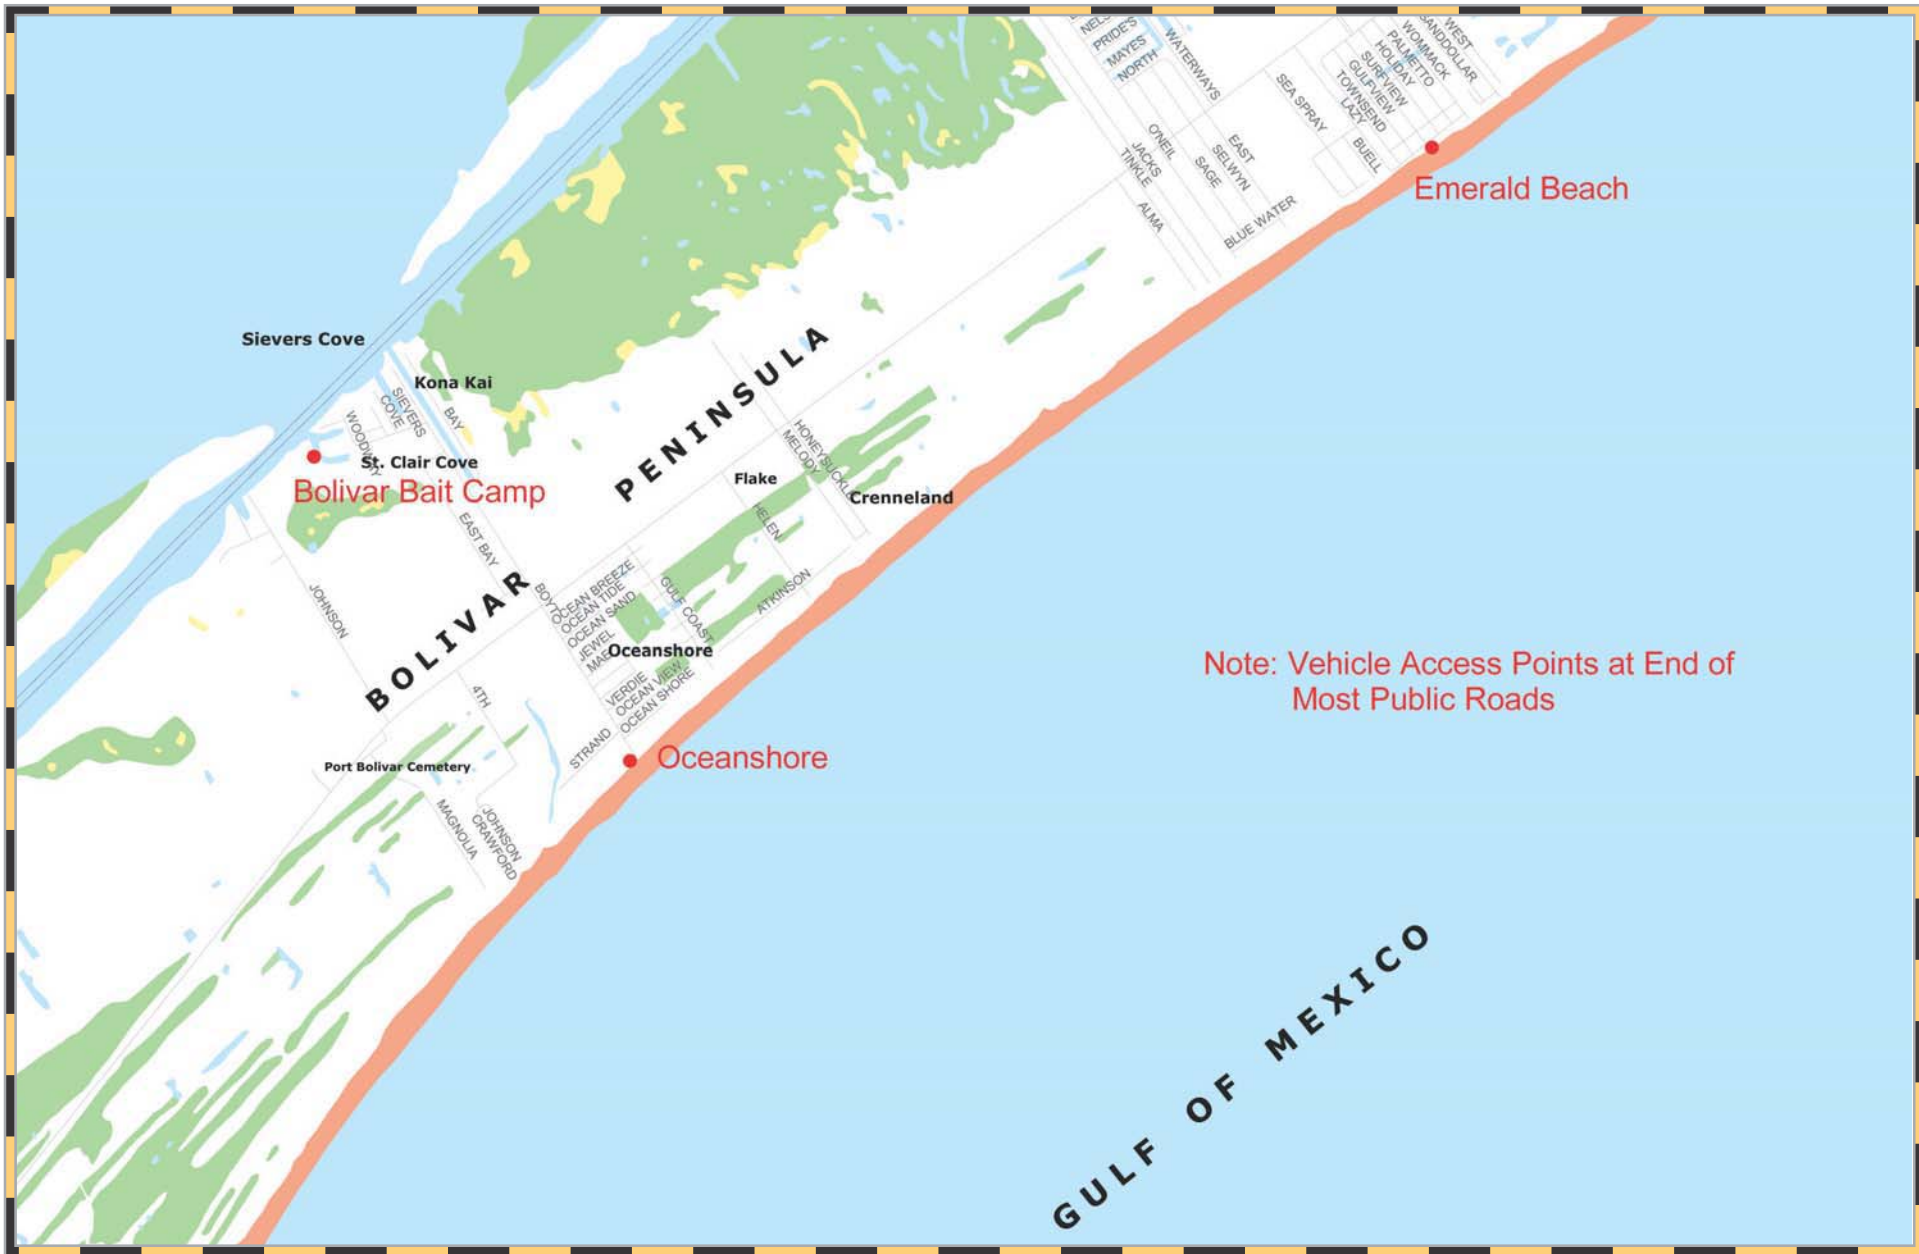 NELS
PRIDE'S
MAYES
NORTH
WATERWAYS
WEST
SANDDOLLAR
WOMMACK
PALMETTO
HOLIDAY
SURFVIEW
GULFVIEW
TOWNSEND
LAZY
SEA SPRAY
BUELL
O'NEIL
JACKS
TINKLE
EAST
SELWYN
SAGE
ALMA
BLUE WATER
Emerald Beach
Sievers Cove
Kona Kai
SIEVERS
COVE
BAY
WOODWAY
St. Clair Cove
Bolivar Bait Camp
BOLIVAR PENINSULA
HONEYSUCKLE
MELODY
Flake
Crenneland
HELEN
EAST BAY
JOHNSON
BOYT
OCEAN BREEZE
OCEAN TIDE
OCEAN SAND
JEWEL
MAE
GULF COAST
ATKINSON
Oceanshore
VERDIE
OCEAN VIEW
OCEAN SHORE
STRAND
4TH
Oceanshore
Port Bolivar Cemetery
MAGNOLIA
JOHNSON
CRAWFORD
Note: Vehicle Access Points at End of
Most Public Roads
GULF OF MEXICO